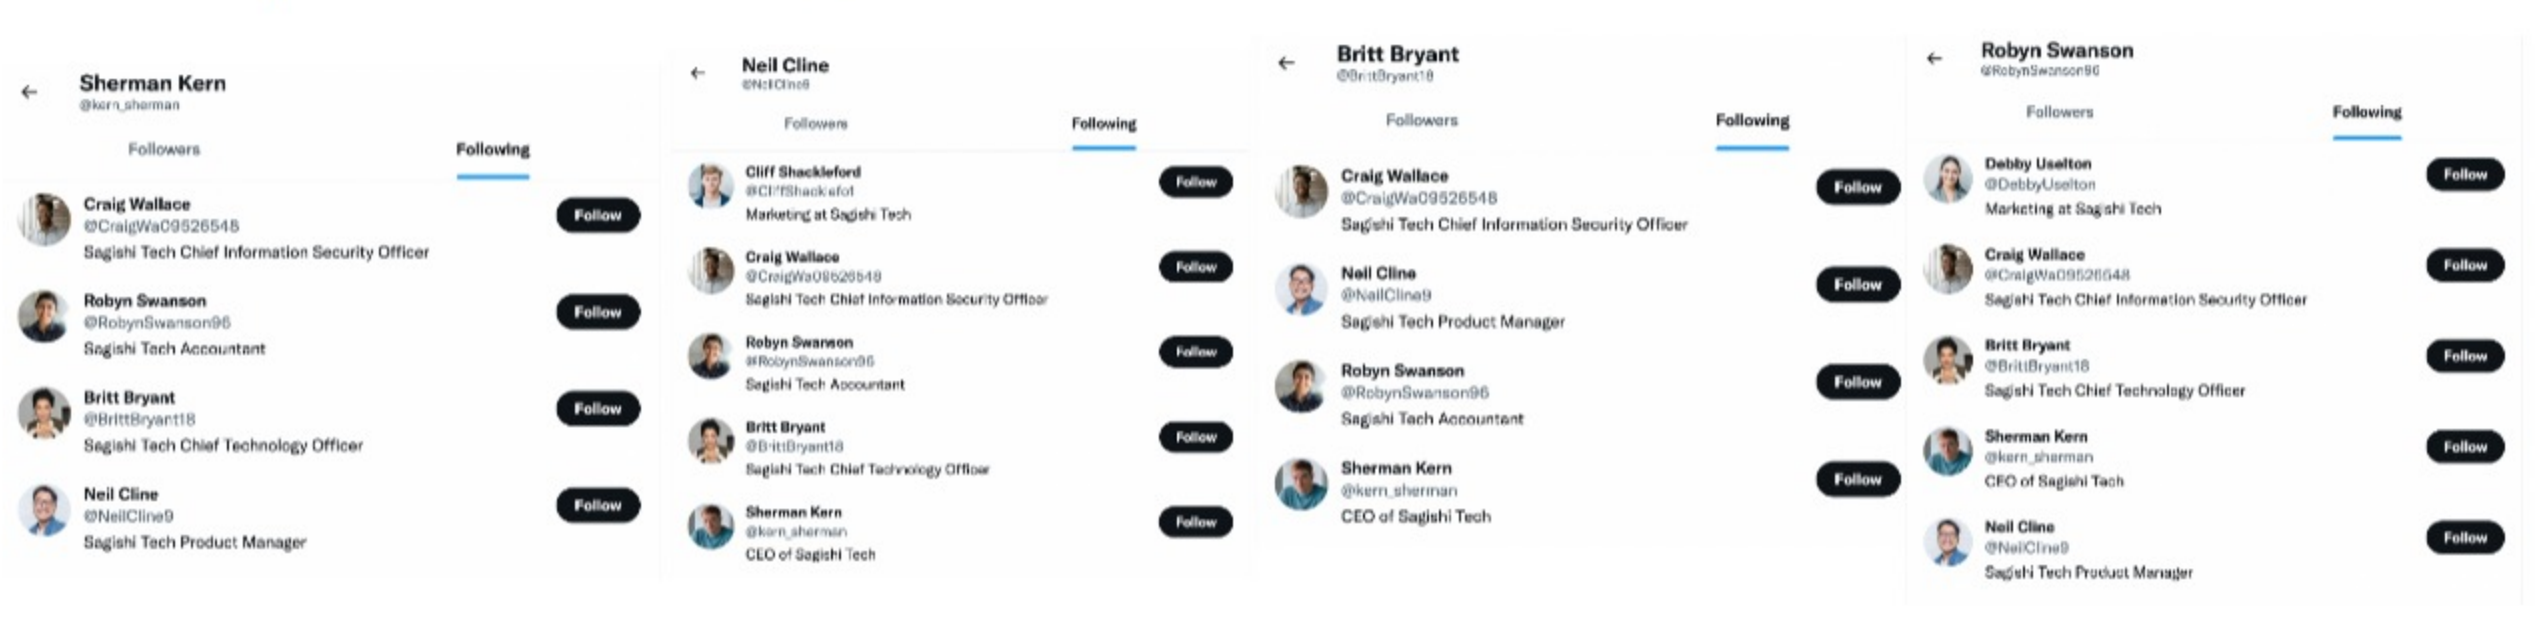 Sherman Kern
@kern_sherman
Followers
Following
Craig Wallace
@CraigWa09526548
Sagishi Tech Chief Information Security Officer
Follow
Robyn Swanson
@RobynSwanson96
Sagishi Tech Accountant
Follow
Britt Bryant
@BrittBryant18
Sagishi Tech Chief Technology Officer
Follow
Neil Cline
@NeilCline9
Sagishi Tech Product Manager
Follow
Neil Cline
@NeilCline9
Followers
Following
Cliff Shackleford
@CliffShacklefot
Marketing at Sagishi Tech
Follow
Craig Wallace
@CraigWa09526548
Sagishi Tech Chief Information Security Officer
Follow
Robyn Swanson
@RobynSwanson96
Sagishi Tech Accountant
Follow
Britt Bryant
@BrittBryant18
Sagishi Tech Chief Technology Officer
Follow
Sherman Kern
@kern_sherman
CEO of Sagishi Tech
Follow
Britt Bryant
@BrittBryant18
Followers
Following
Craig Wallace
@CraigWa09526548
Sagishi Tech Chief Information Security Officer
Follow
Neil Cline
@NeilCline9
Sagishi Tech Product Manager
Follow
Robyn Swanson
@RobynSwanson96
Sagishi Tech Accountant
Follow
Sherman Kern
@kern_sherman
CEO of Sagishi Tech
Follow
Robyn Swanson
@RobynSwanson96
Followers
Following
Debby Uselton
@DebbyUselton
Marketing at Sagishi Tech
Follow
Craig Wallace
@CraigWa09526548
Sagishi Tech Chief Information Security Officer
Follow
Britt Bryant
@BrittBryant18
Sagishi Tech Chief Technology Officer
Follow
Sherman Kern
@kern_sherman
CEO of Sagishi Tech
Follow
Neil Cline
@NeilCline9
Sagishi Tech Product Manager
Follow